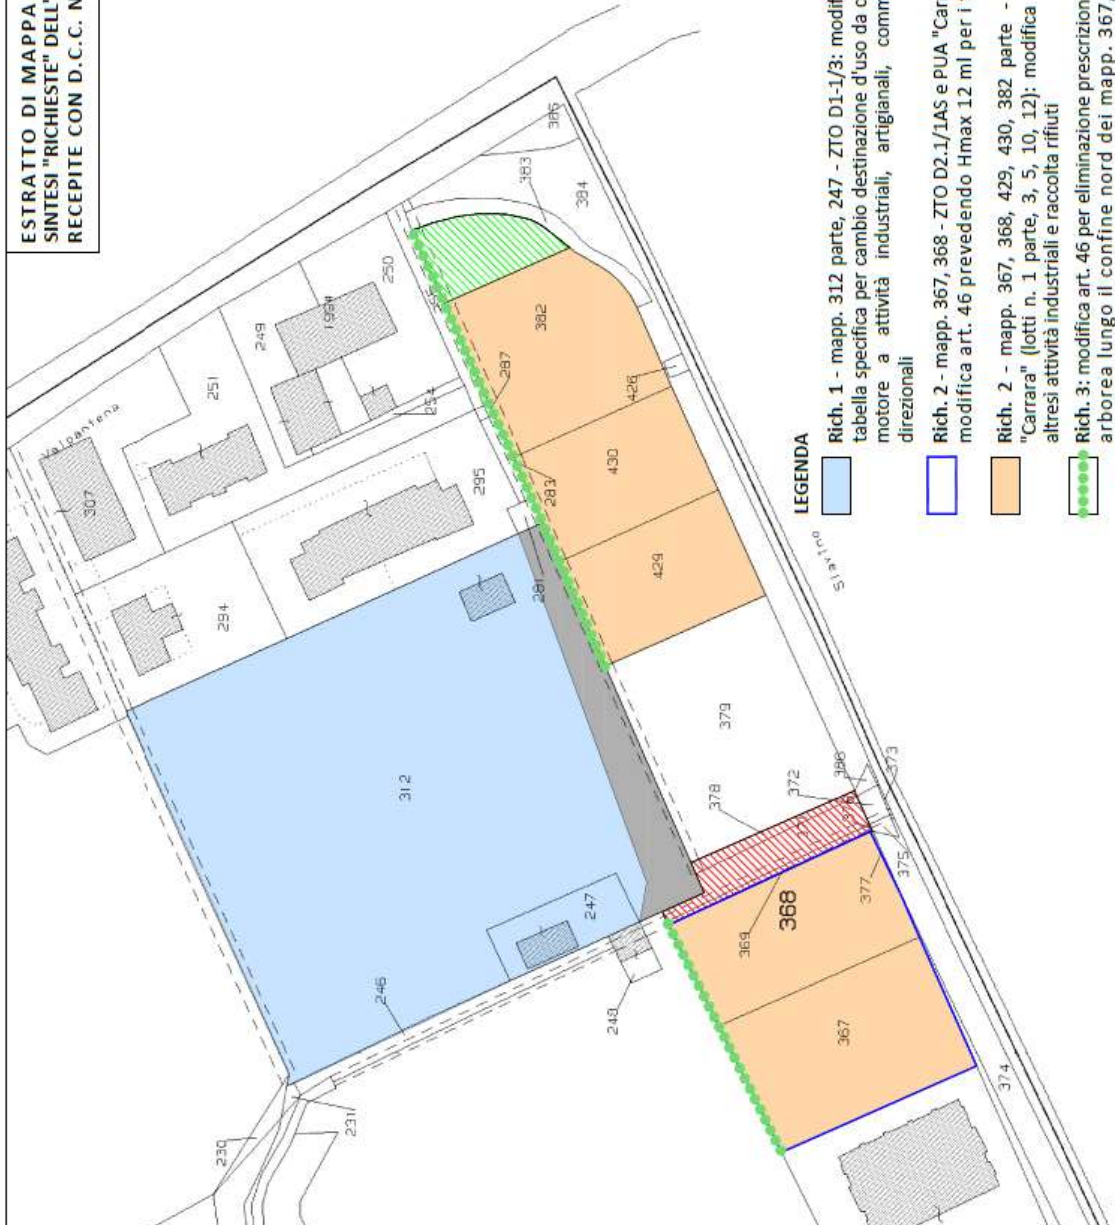 ESTRATTO DI MAPPA
SINTESI "RICHIESTE" DELL'
RECEPITE CON D.C.C. N
386
383
384
250
249
251
Valpantena
307
382
287
254
426
430
283
295
294
281
429
312
379
378
372
386
373
375
377
369
368
247
246
248
367
374
230
231
LEGENDA
Rich. 1 - mapp. 312 parte, 247 - ZTO D1-1/3: modif
tabella specifica per cambio destinazione d'uso da
motore a attività industriali, artigianali, comm
direzionali
Rich. 2 - mapp. 367, 368 - ZTO D2.1/1AS e PUA "Car
modifica art. 46 prevedendo Hmax 12 ml per i
Rich. 2 - mapp. 367, 368, 429, 430, 382 parte -
"Carrara" (lotti n. 1 parte, 3, 5, 10, 12): modifica
altresì attività industriali e raccolta rifiuti
Rich. 3: modifica art. 46 per eliminazione prescrizion
arborea lungo il confine nord dei mapp. 367,